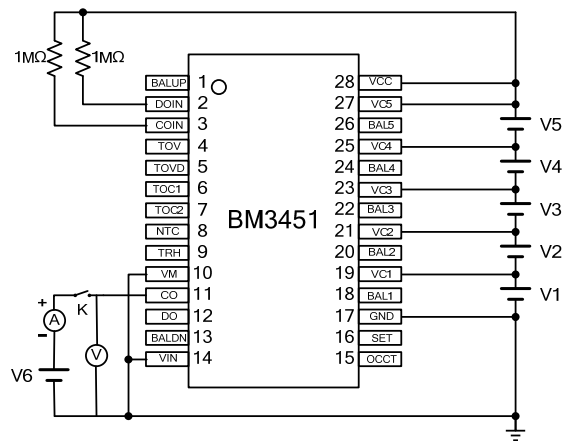 1MΩ
1MΩ
BALUP 1
DOIN 2
COIN 3
TOV 4
TOVD 5
TOC1 6
TOC2 7
NTC 8
TRH 9
VM 10
CO 11
DO 12
BALDN 13
VIN 14
BM3451
28 VCC
27 VC5
26 BAL5
25 VC4
24 BAL4
23 VC3
22 BAL3
21 VC2
20 BAL2
19 VC1
18 BAL1
17 GND
16 SET
15 OCCT
V5
V4
V3
V2
V1
+
K
A
-
V
V6